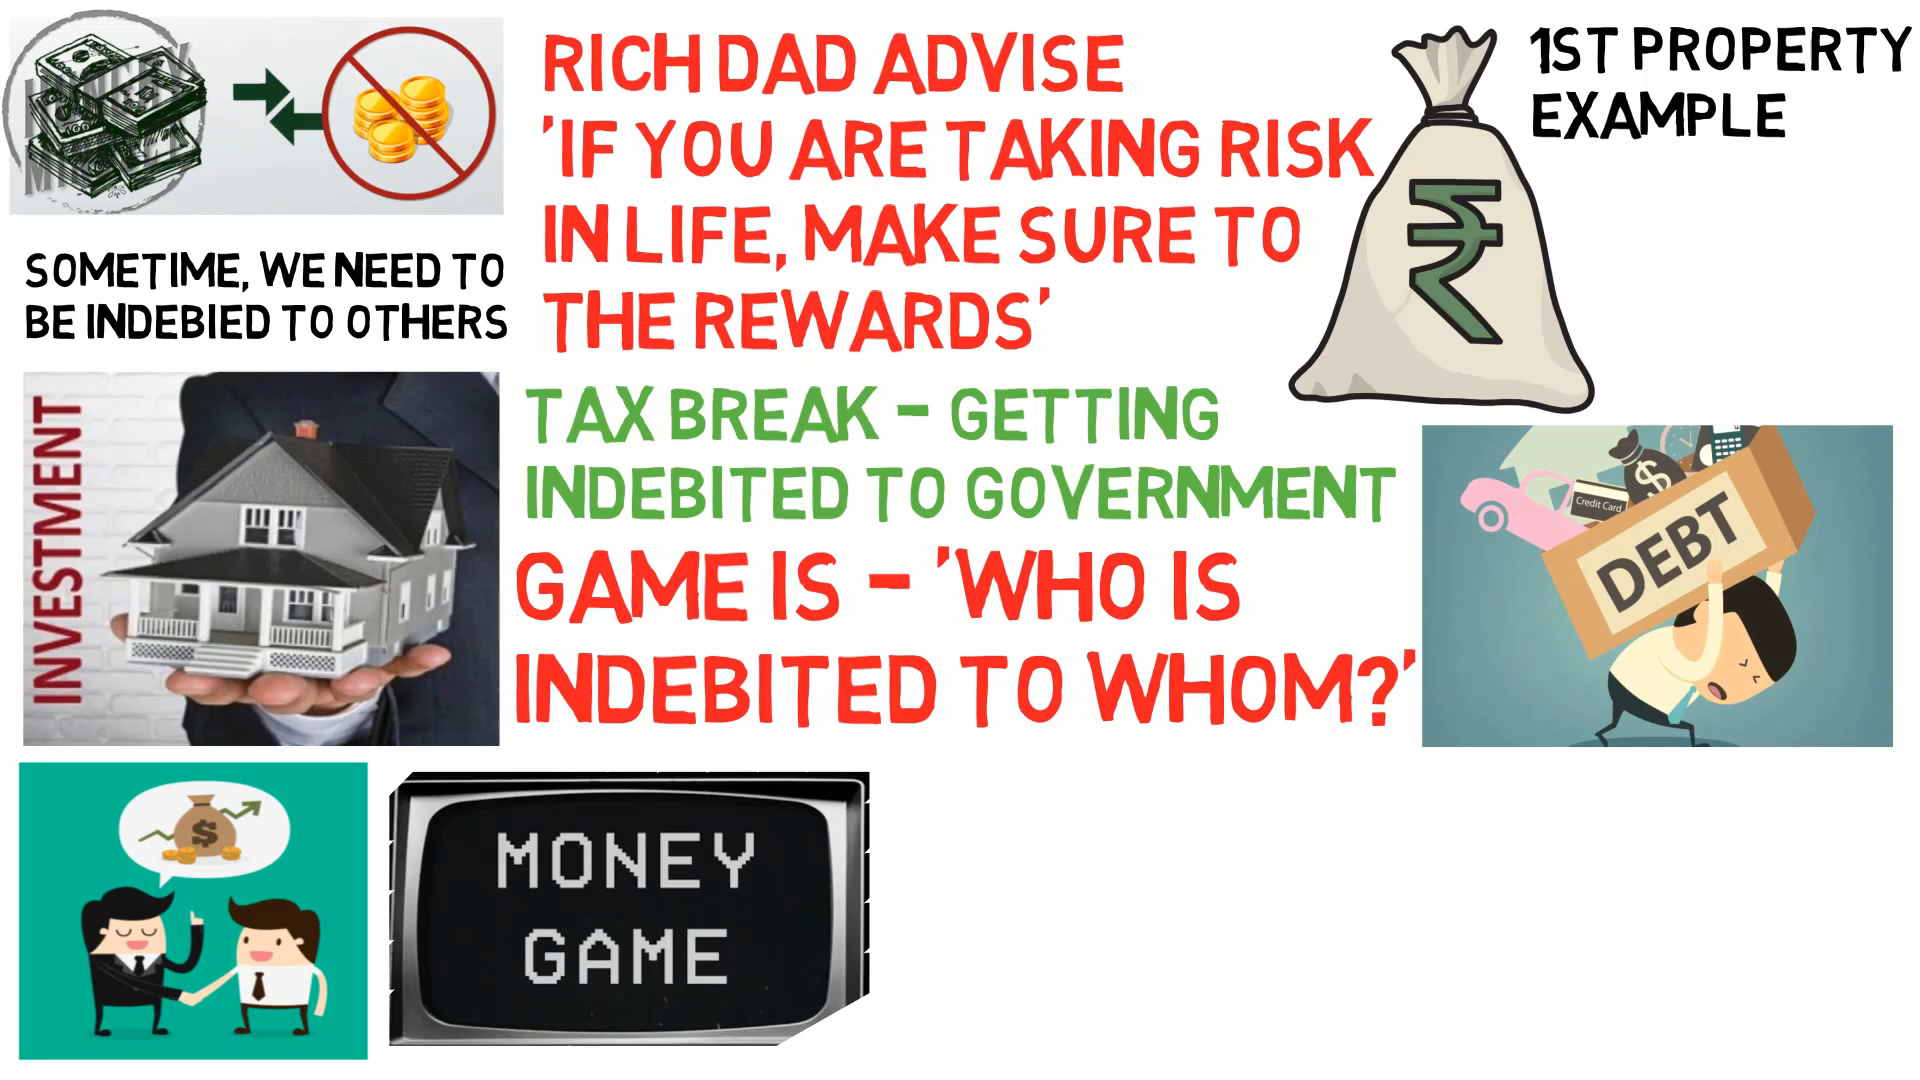 RICH DAD ADVISE
'IF YOU ARE TAKING RISK
IN LIFE, MAKE SURE TO
THE REWARDS'
1ST PROPERTY
EXAMPLE
SOMETIME, WE NEED TO
BE INDEBIED TO OTHERS
₹
INVESTMENT
TAX BREAK - GETTING
INDEBITED TO GOVERNMENT
GAME IS - 'WHO IS
INDEBITED TO WHOM?'
$
Credit Card
DEBT
$
MONEY
GAME